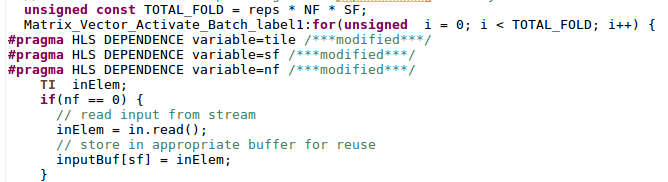 unsigned const TOTAL_FOLD = reps * NF * SF;
Matrix_Vector_Activate_Batch_label1:for(unsigned  i = 0; i < TOTAL_FOLD; i++) {
#pragma HLS DEPENDENCE variable=tile /***modified***/
#pragma HLS DEPENDENCE variable=sf /***modified***/
#pragma HLS DEPENDENCE variable=nf /***modified***/
TI  inElem;
if(nf == 0) {
// read input from stream
inElem = in.read();
// store in appropriate buffer for reuse
inputBuf[sf] = inElem;
}